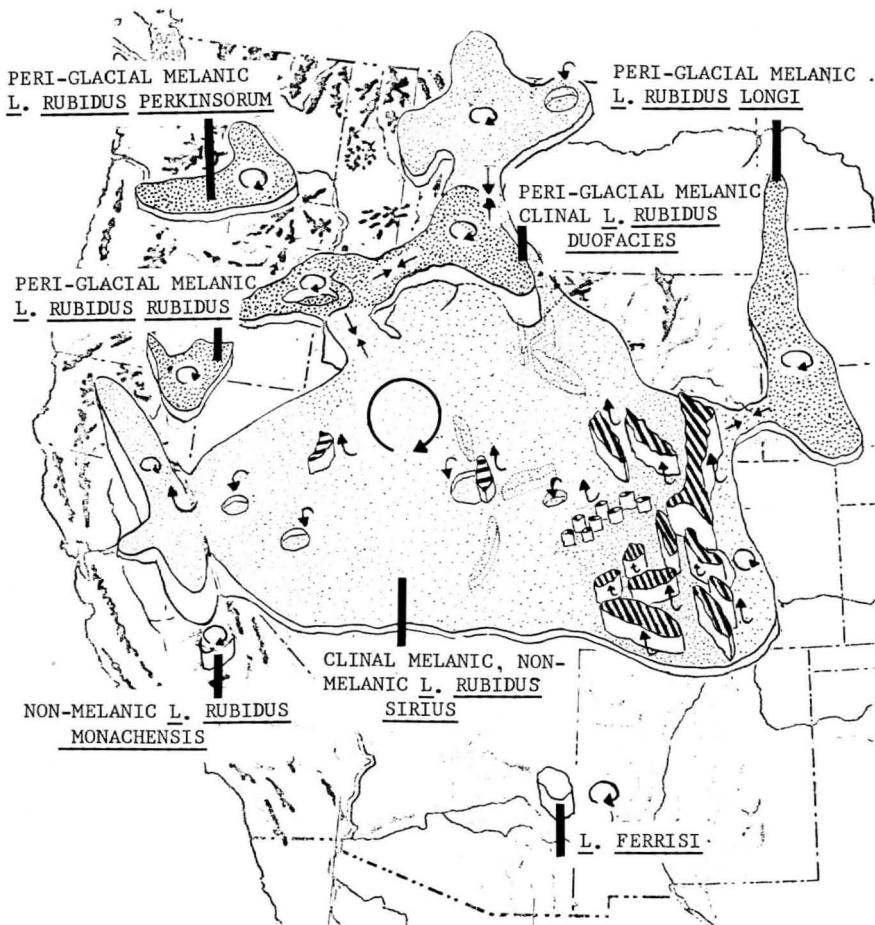 PERI-GLACIAL MELANIC
L. RUBIDUS PERKINSORUM
PERI-GLACIAL MELANIC
L. RUBIDUS LONGI
PERI-GLACIAL MELANIC
CLINAL L. RUBIDUS
DUOFACIES
PERI-GLACIAL MELANIC
L. RUBIDUS RUBIDUS
CLINAL MELANIC, NON-
MELANIC L. RUBIDUS
SIRIUS
NON-MELANIC L. RUBIDUS
MONACHENSIS
L. FERRISI